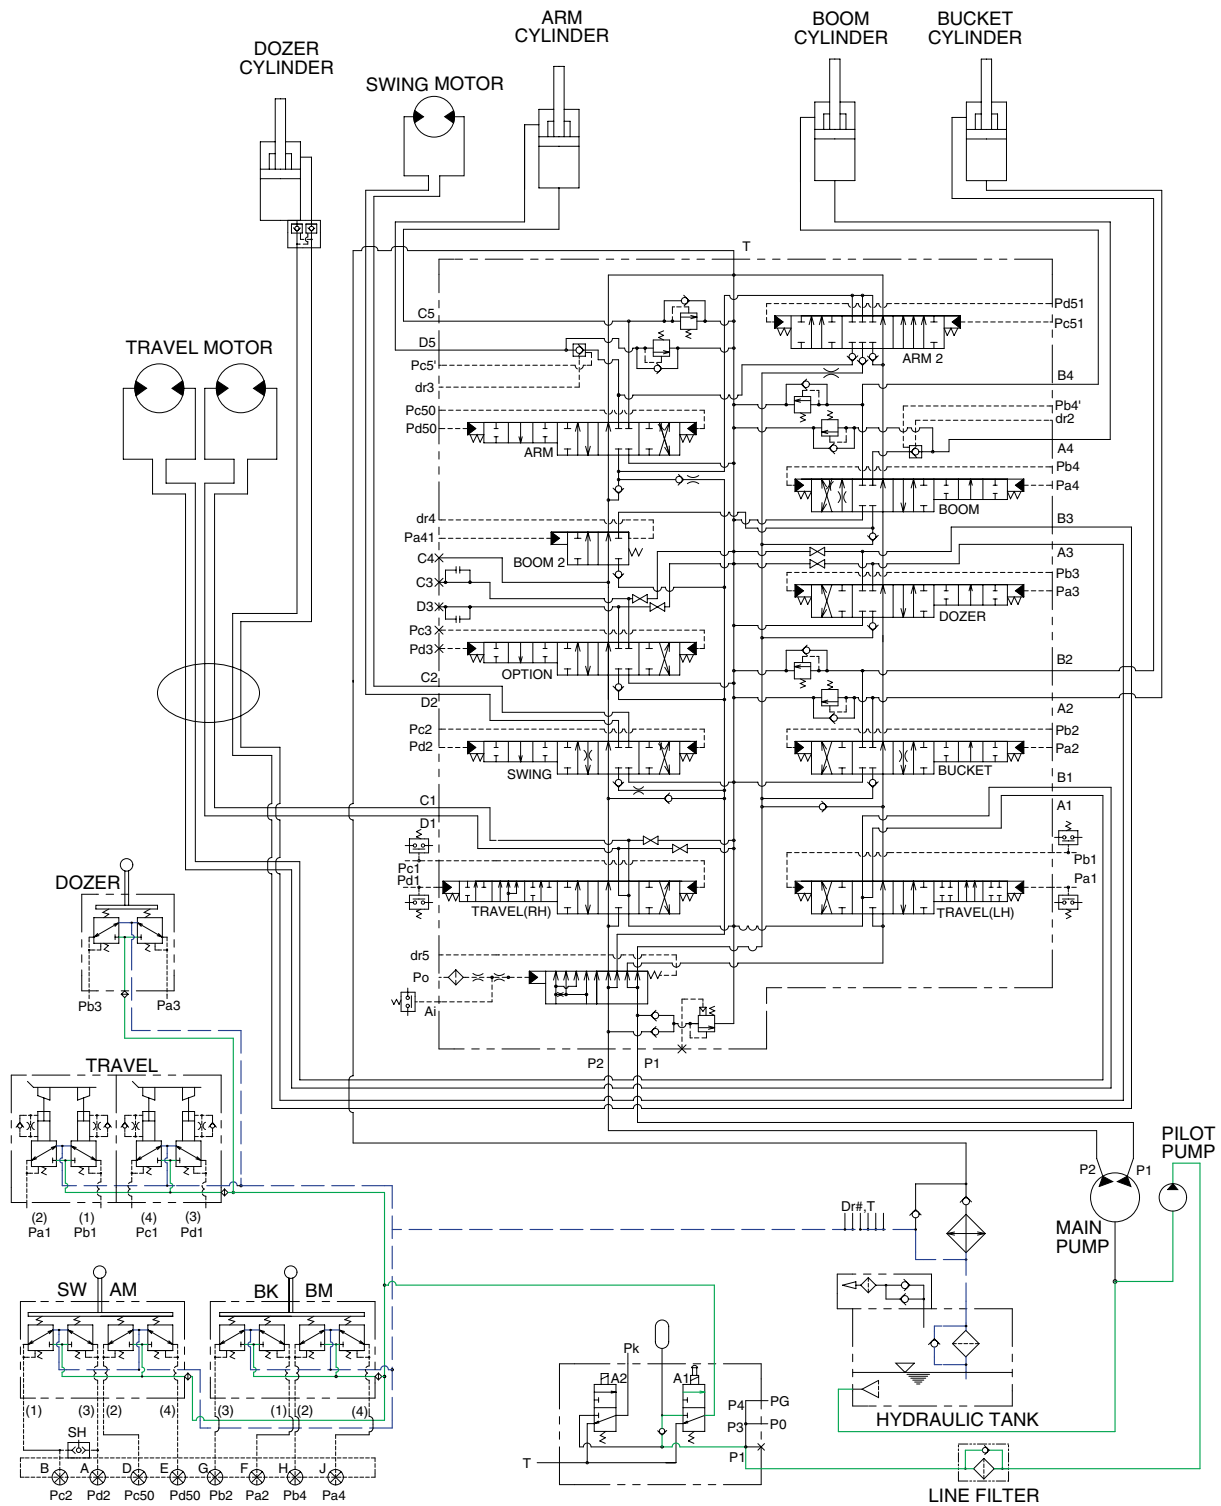 ARM
CYLINDER
BOOM
CYLINDER
BUCKET
CYLINDER
DOZER
CYLINDER
SWING MOTOR
TRAVEL MOTOR
T
C5
D5
Pc5'
dr3
Pc50
Pd50
ARM
Pd51
Pc51
ARM 2
B4
Pb4'
dr2
A4
Pb4
Pa4
BOOM
dr4
Pa41
BOOM 2
C4
C3
D3
Pc3
Pd3
OPTION
B3
A3
Pb3
Pa3
DOZER
C2
D2
Pc2
Pd2
SWING
B2
A2
Pb2
Pa2
BUCKET
C1
D1
B1
A1
Pc1
Pd1
TRAVEL(RH)
Pb1
Pa1
TRAVEL(LH)
dr5
Po
Ai
P2
P1
DOZER
Pb3
Pa3
TRAVEL
(2)
(1)
(4)
(3)
Pa1
Pb1
Pc1
Pd1
SW
AM
BK
BM
(1)
(3)
(2)
(4)
(3)
(1)
(2)
(4)
SH
B
A
D
E
G
F
H
J
Pc2
Pd2
Pc50
Pd50
Pb2
Pa2
Pb4
Pa4
Dr#,T
P2
P1
MAIN
PUMP
PILOT
PUMP
HYDRAULIC TANK
Pk
A2
A1
P4
PG
P3
P0
P1
T
LINE FILTER